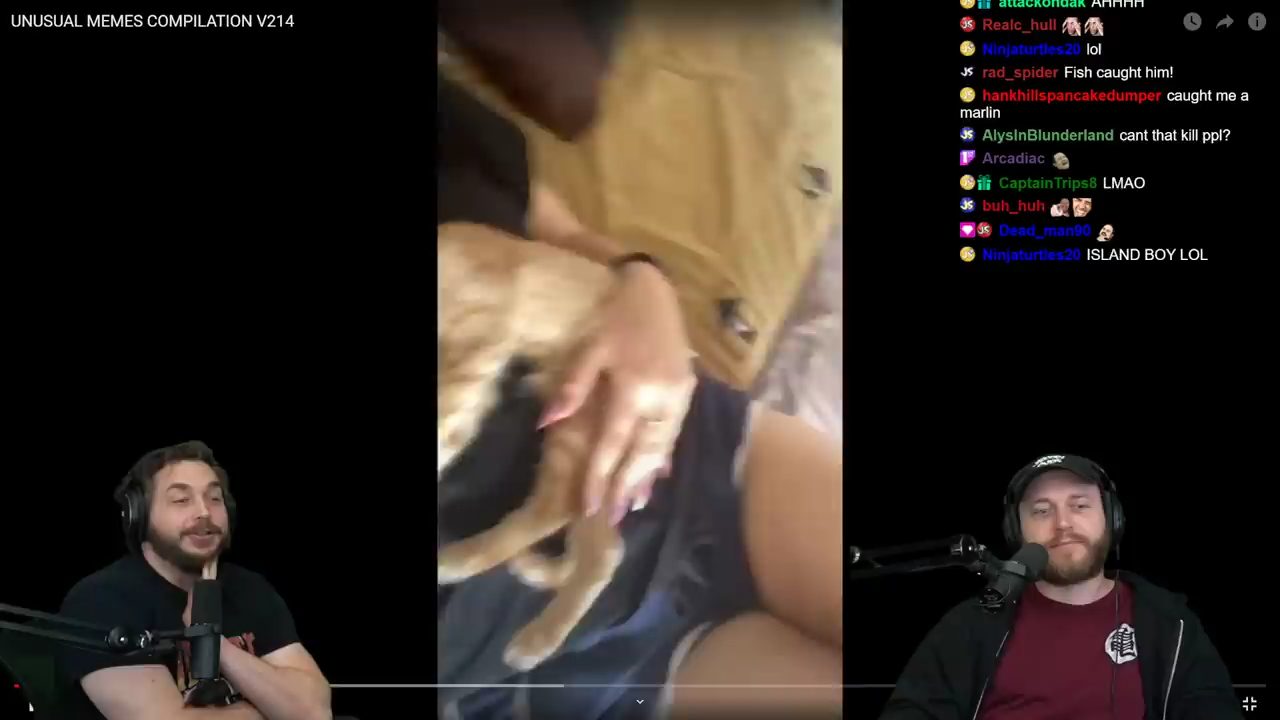 UNUSUAL MEMES COMPILATION V214
attackondak AHHHH
Realc_hull
Ninjaturtles20 lol
rad_spider Fish caught him!
hankhillspancakedumper caught me a
marlin
AlysInBlunderland cant that kill ppl?
Arcadiac
CaptainTrips8 LMAO
buh_huh
Dead_man90
Ninjaturtles20 ISLAND BOY LOL